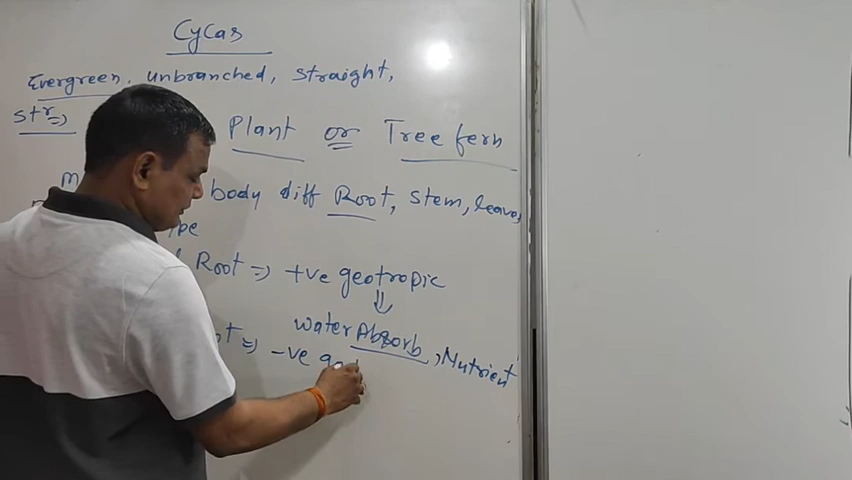 Cycas
Evergreen, unbranched, straight,
str ⇒ Plant or Tree fern
body diff Root, stem, leaves,
Root ⇒ +ve geotropic
⇓
water Absorb, Nutrient
⇒ -ve